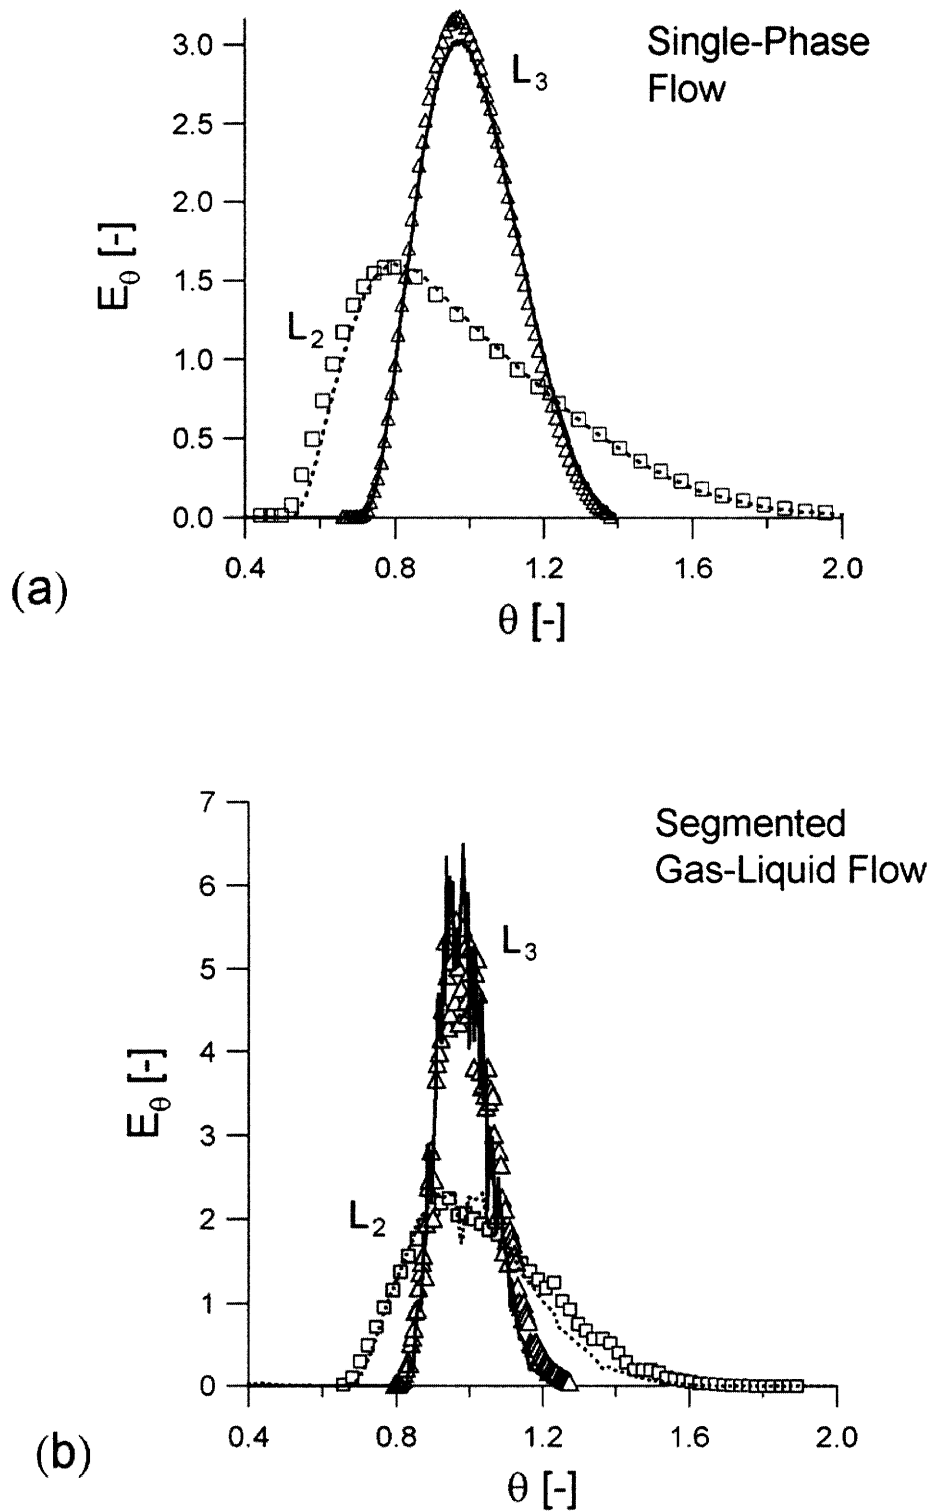 Single-Phase
Flow
L3
L2
3.0
2.5
2.0
1.5
1.0
0.5
0.0
Eθ [-]
0.4 0.8 1.2 1.6 2.0
θ [-]
(a)
Segmented
Gas-Liquid Flow
L3
L2
7
6
5
4
3
2
1
0
Eθ [-]
0.4 0.8 1.2 1.6 2.0
θ [-]
(b)